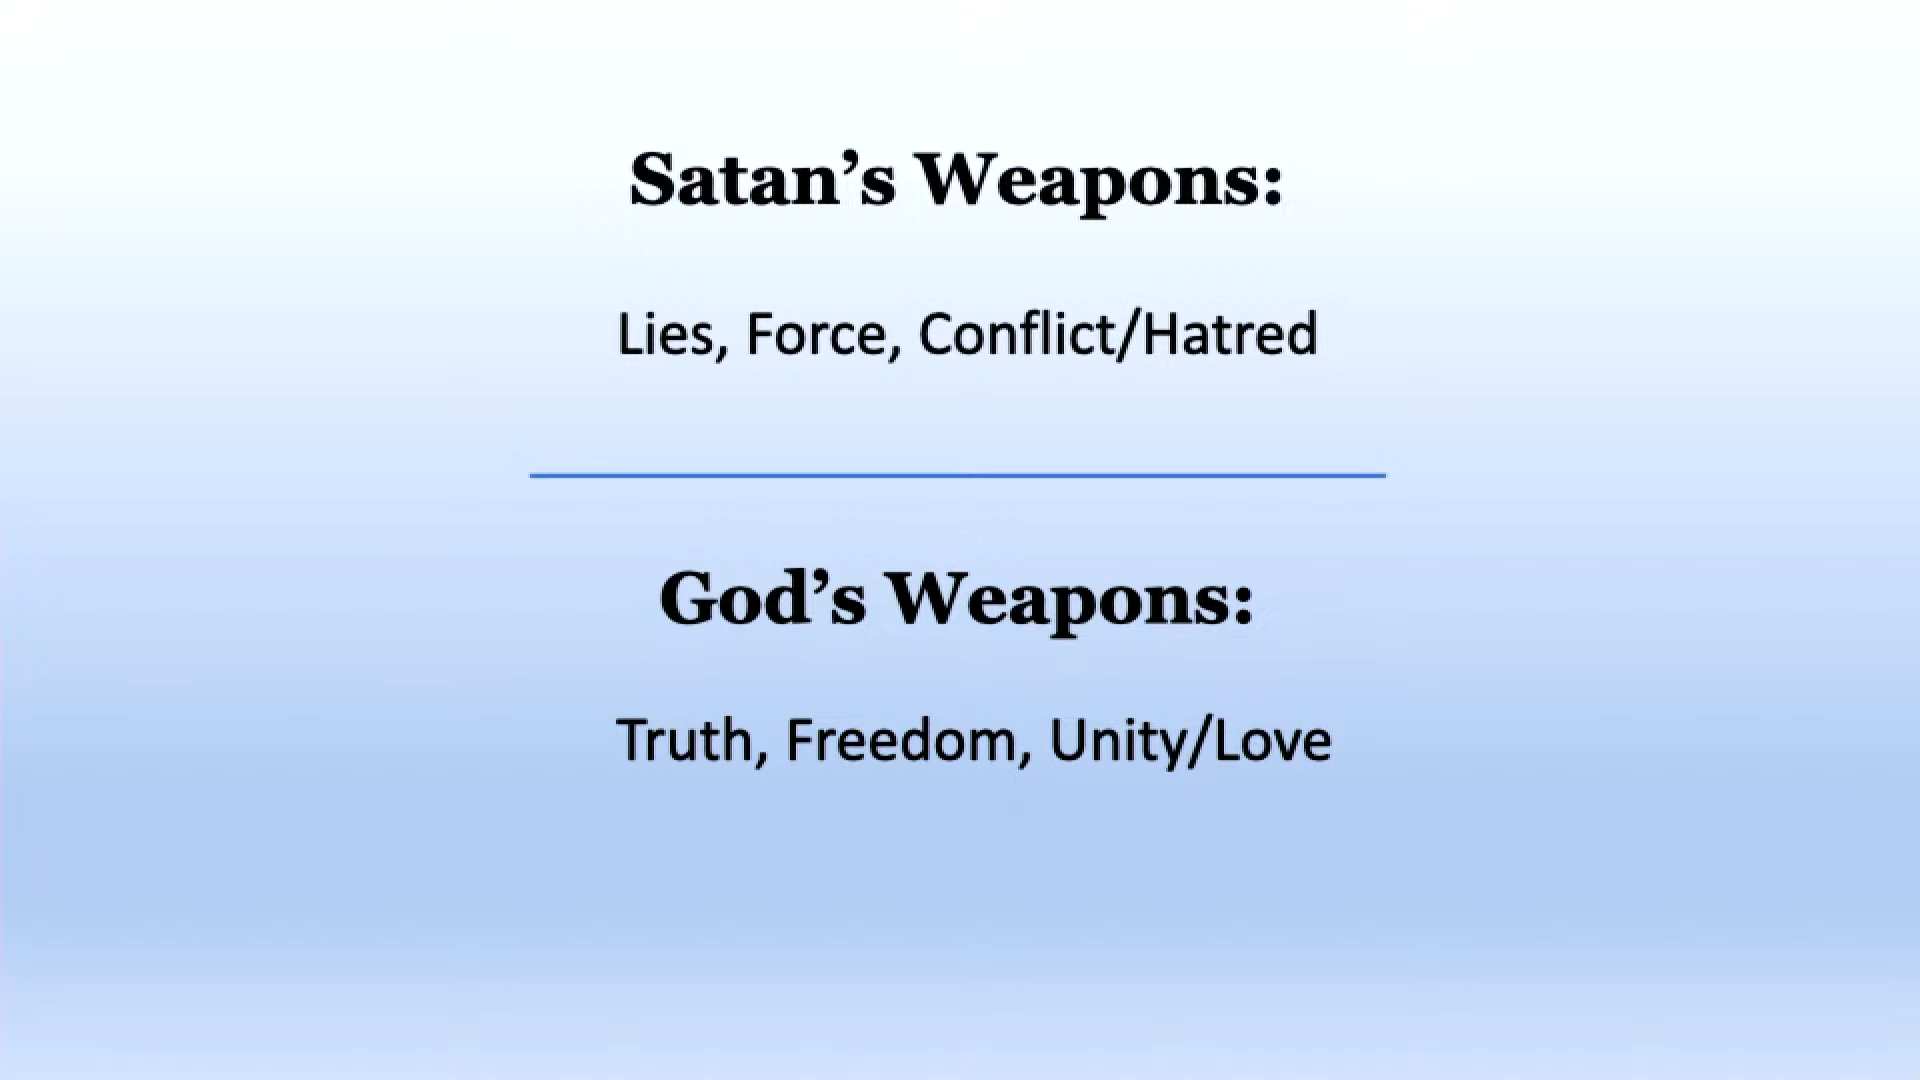 Satan’s Weapons:
Lies, Force, Conflict/Hatred
God’s Weapons:
Truth, Freedom, Unity/Love